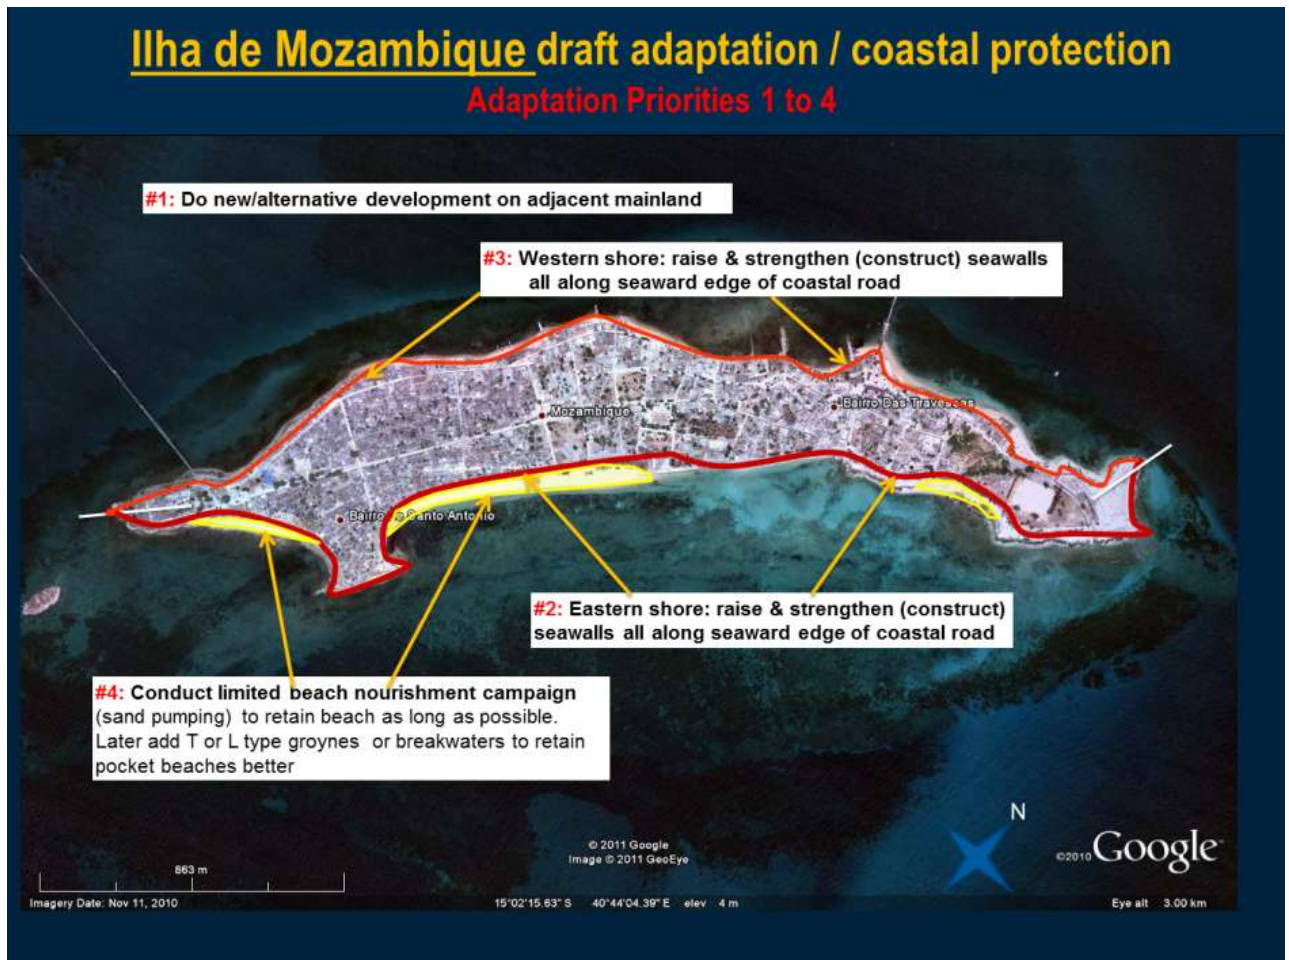 Ilha de Mozambique draft adaptation / coastal protection
Adaptation Priorities 1 to 4
#1: Do new/alternative development on adjacent mainland
#3: Western shore: raise & strengthen (construct) seawalls
all along seaward edge of coastal road
Mozambique
Bairro Das Travessas
Bairro de Santo Antonio
#2: Eastern shore: raise & strengthen (construct)
seawalls all along seaward edge of coastal road
#4: Conduct limited beach nourishment campaign
(sand pumping) to retain beach as long as possible.
Later add T or L type groynes or breakwaters to retain
pocket beaches better
N
© 2011 Google
Image © 2011 GeoEye
©2010 Google
863 m
Imagery Date: Nov 11, 2010
15°02'15.63" S 40°44'04.39" E elev 4 m
Eye alt 3.00 km